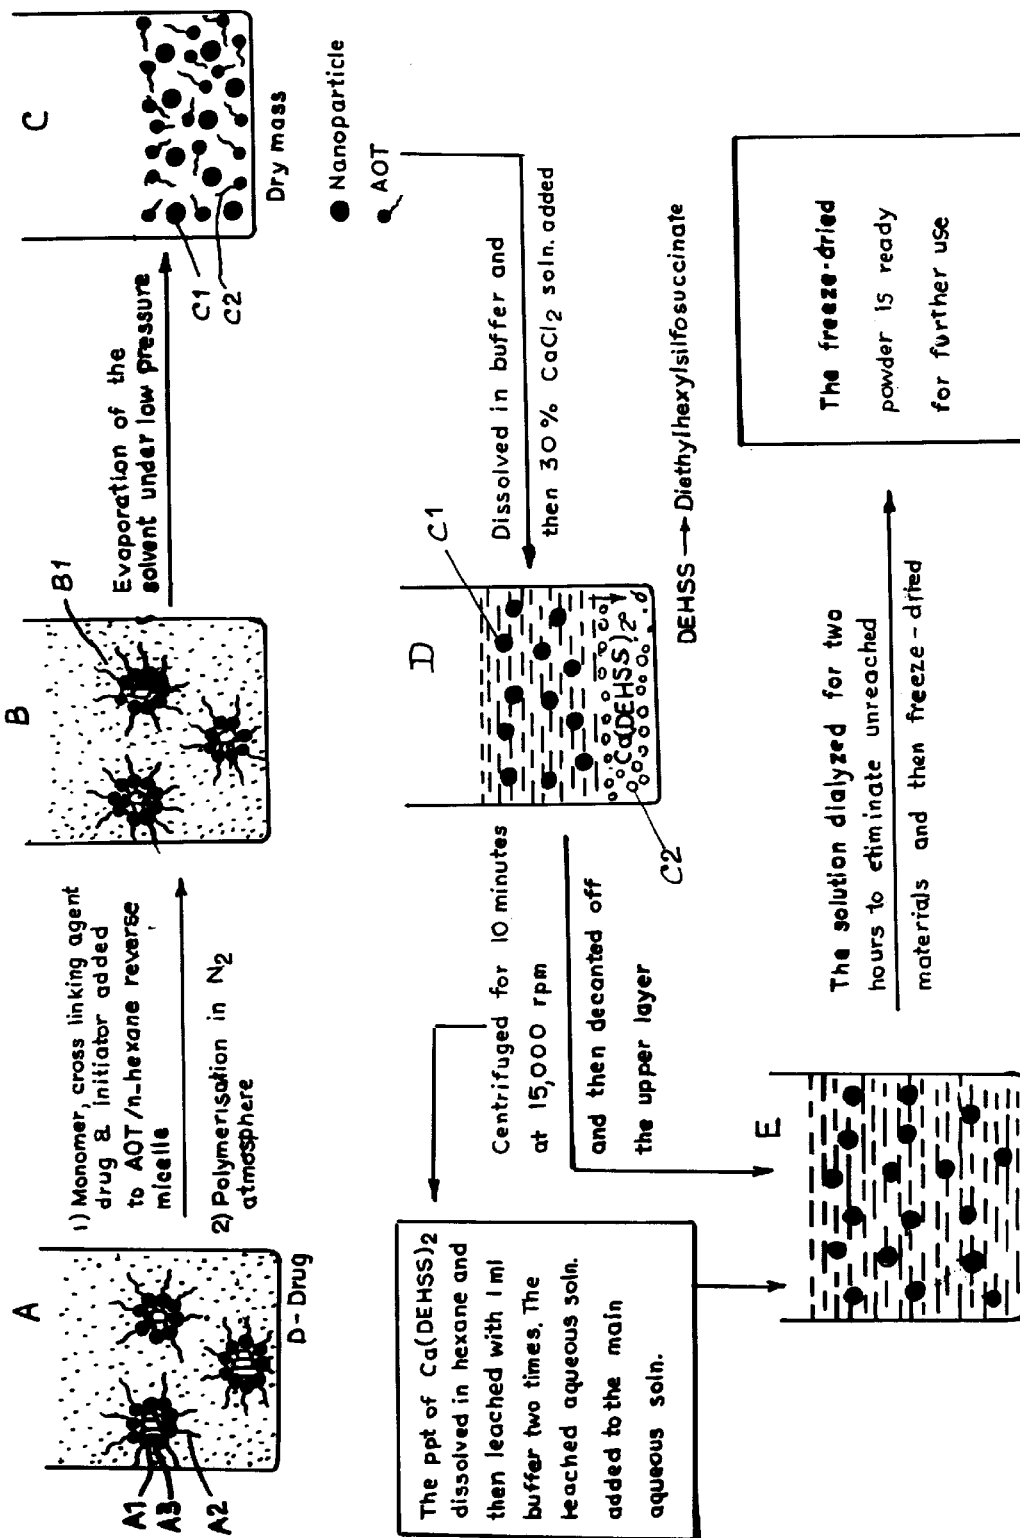 A
A1
A3
A2
D-Drug
1) Monomer, cross linking agent
drug & initiator added
to AOT/n-hexane reverse
micelle
2) Polymerisation in N2
atmosphere
B
B1
Evaporation of the
solvent under low pressure
C
C1
C2
Dry mass
Nanoparticle
AOT
Dissolved in buffer and
then 30% CaCl2 soln. added
D
C1
Ca(DEHSS)2
C2
DEHSS → Diethylhexylsilfosuccinate
Centrifuged for 10 minutes
at 15,000 rpm
and then decanted off
the upper layer
The ppt of Ca(DEHSS)2
dissolved in hexane and
then leached with 1 ml
buffer two times. The
leached aqueous soln.
added to the main
aqueous soln.
E
The solution dialyzed for two
hours to eliminate unreached
materials and then freeze-dried
The freeze-dried
powder is ready
for further use